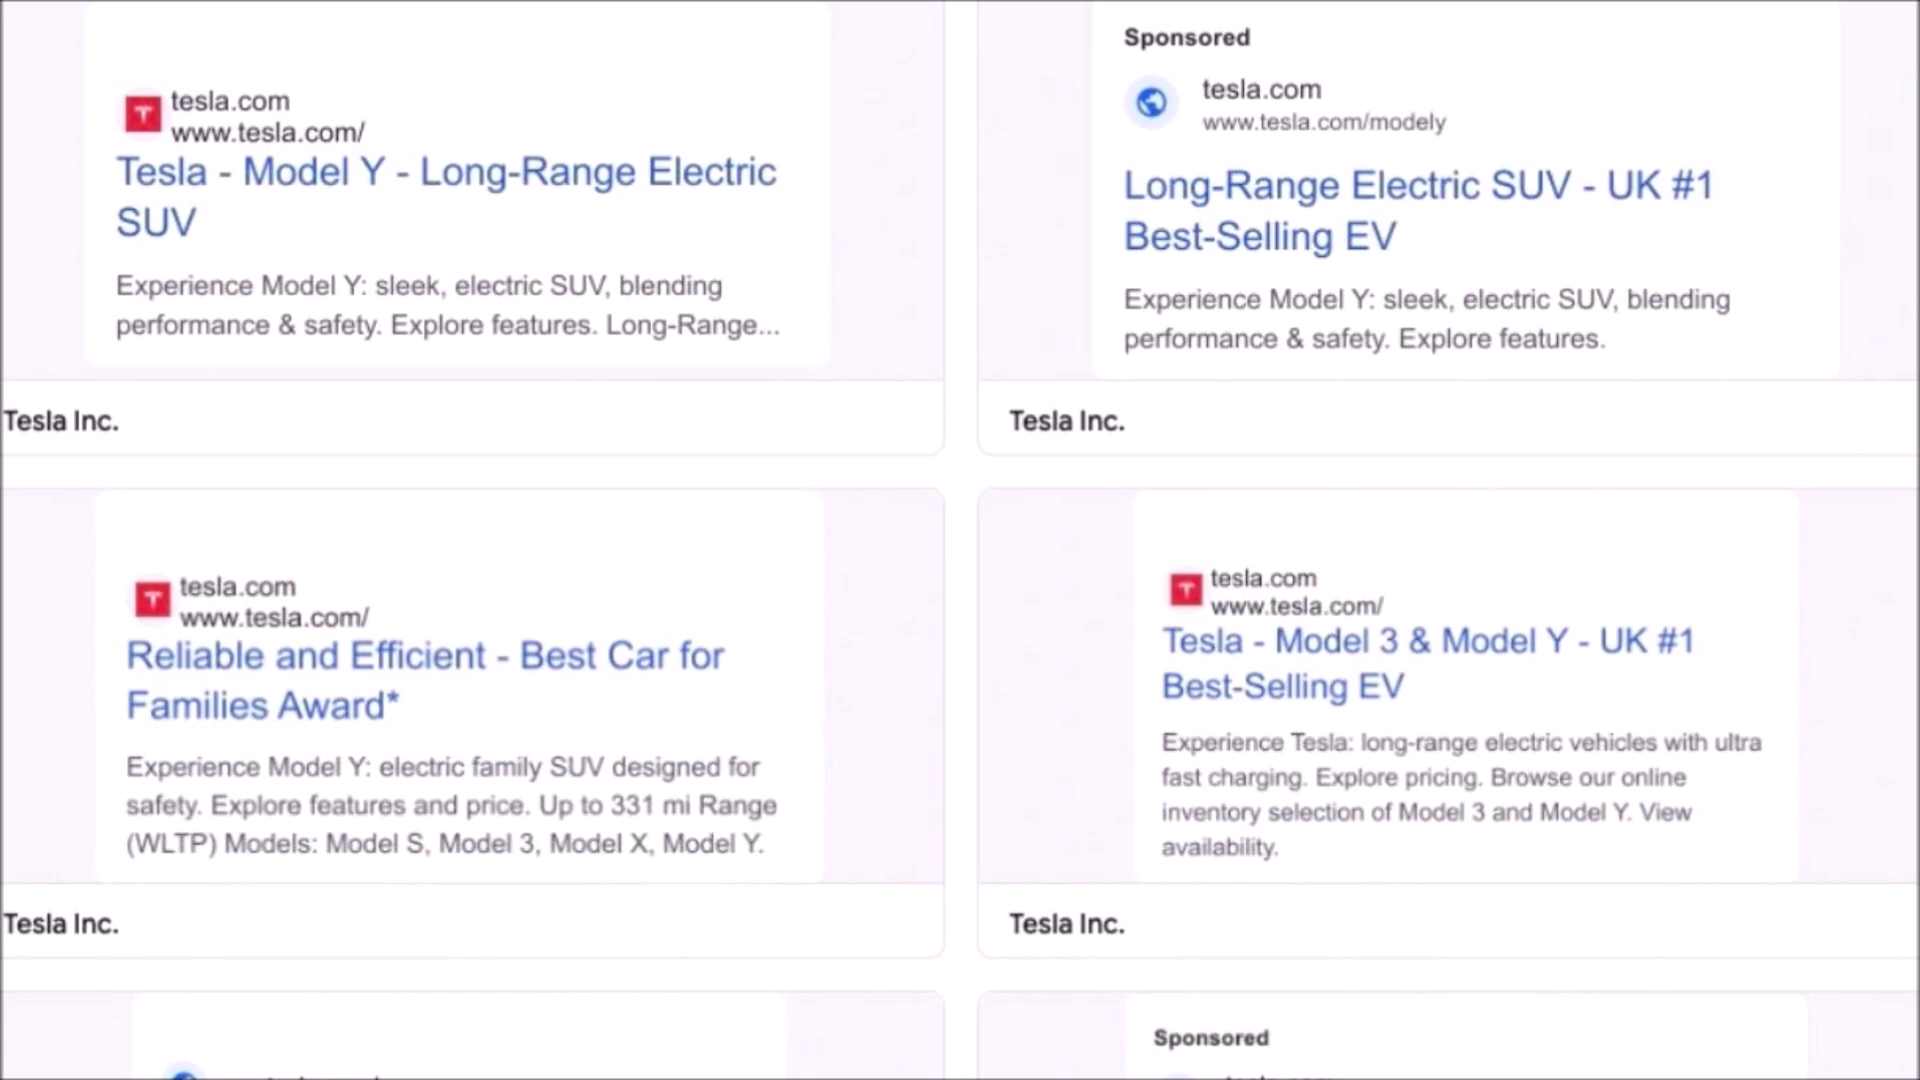 tesla.com
www.tesla.com/
Tesla - Model Y - Long-Range Electric
SUV
Experience Model Y: sleek, electric SUV, blending
performance & safety. Explore features. Long-Range...
Tesla Inc.
Sponsored
tesla.com
www.tesla.com/modely
Long-Range Electric SUV - UK #1
Best-Selling EV
Experience Model Y: sleek, electric SUV, blending
performance & safety. Explore features.
Tesla Inc.
tesla.com
www.tesla.com/
Reliable and Efficient - Best Car for
Families Award*
Experience Model Y: electric family SUV designed for
safety. Explore features and price. Up to 331 mi Range
(WLTP) Models: Model S, Model 3, Model X, Model Y.
Tesla Inc.
tesla.com
www.tesla.com/
Tesla - Model 3 & Model Y - UK #1
Best-Selling EV
Experience Tesla: long-range electric vehicles with ultra
fast charging. Explore pricing. Browse our online
inventory selection of Model 3 and Model Y. View
availability.
Tesla Inc.
Sponsored